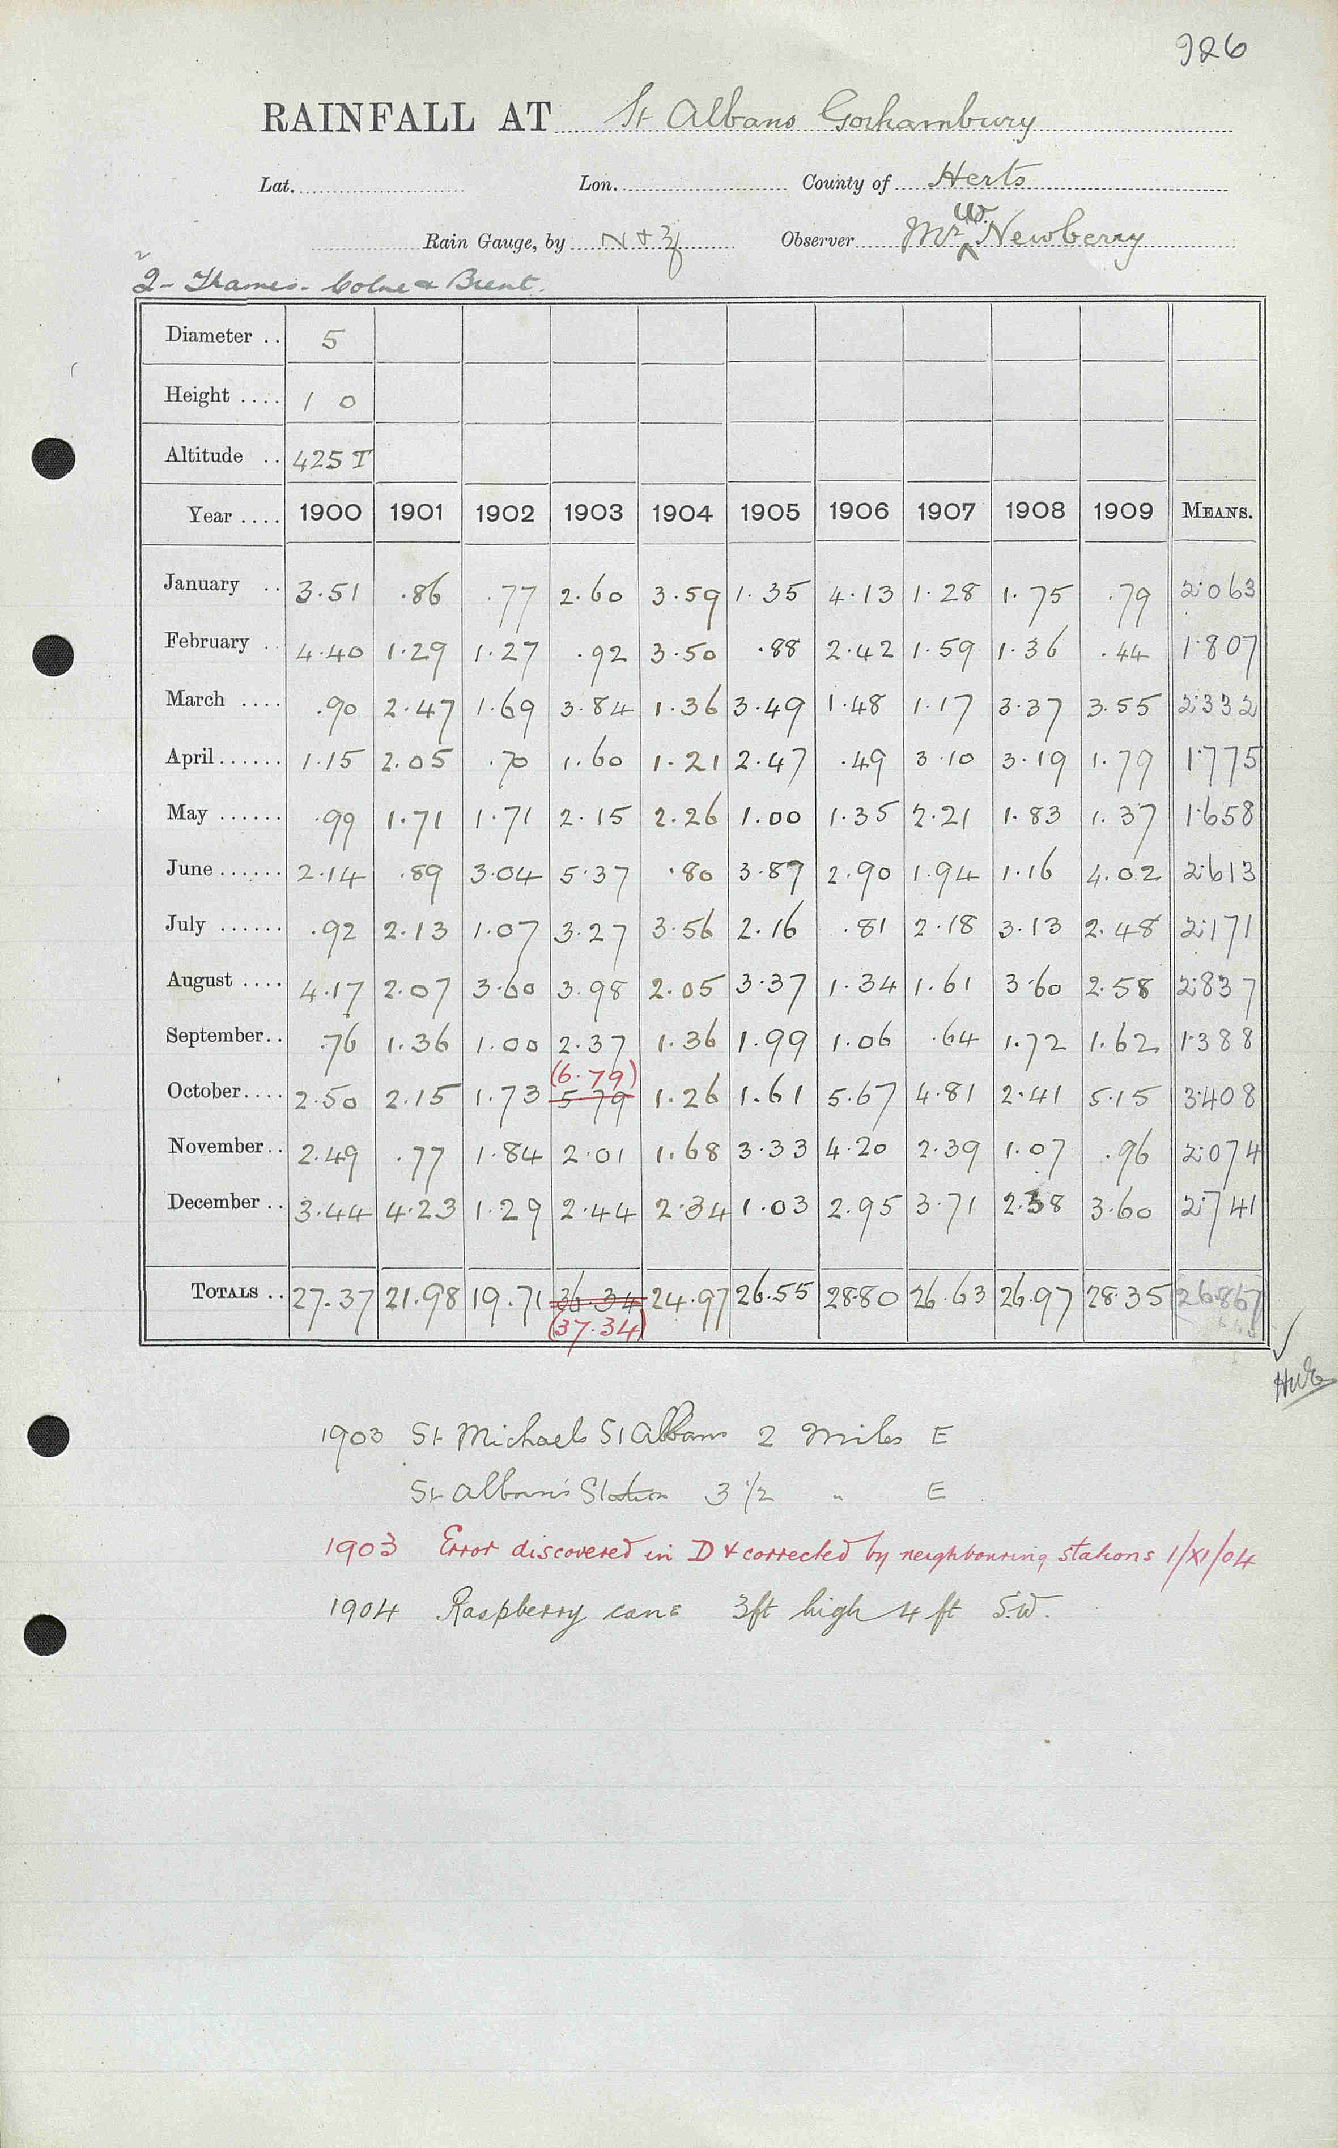 926
RAINFALL AT St Albans Gorhambury
Lat. Lon. County of Herts
Rain Gauge, by N & Z Observer Mr W. Newberry
2 - Thames - Colne & Brent.
Diameter .. 5
Height .... 1 0
Altitude .. 425 T
Year .... 1900 1901 1902 1903 1904 1905 1906 1907 1908 1909 MEANS.
January .. 3.51 .86 .77 2.60 3.59 1.35 4.13 1.28 1.75 .79 2.063
February .. 4.40 1.29 1.27 .92 3.50 .88 2.42 1.59 1.36 .44 1.807
March .... .90 2.47 1.69 3.84 1.36 3.49 1.48 1.17 3.37 3.55 2.332
April...... 1.15 2.05 .70 1.60 1.21 2.47 .49 3.10 3.19 1.79 1.775
May ...... .99 1.71 1.71 2.15 2.26 1.00 1.35 2.21 1.83 1.37 1.658
June ...... 2.14 .89 3.04 5.37 .80 3.87 2.90 1.94 1.16 4.02 2.613
July ...... .92 2.13 1.07 3.27 3.56 2.16 .81 2.18 3.13 2.48 2.171
August .... 4.17 2.07 3.60 3.98 2.05 3.37 1.34 1.61 3.60 2.58 2.837
September.. .76 1.36 1.00 2.37 1.36 1.99 1.06 .64 1.72 1.62 1.388
(6.79)
October.... 2.50 2.15 1.73 5.79 1.26 1.61 5.67 4.81 2.41 5.15 3.408
November.. 2.49 .77 1.84 2.01 1.68 3.33 4.20 2.39 1.07 .96 2.074
December .. 3.44 4.23 1.29 2.44 2.34 1.03 2.95 3.71 2.38 3.60 2.741
TOTALS .. 27.37 21.98 19.71 36.34 24.97 26.55 28.80 26.63 26.97 28.35 26.867
(37.34)
1903 St Michaels St Albans 2 miles E
St Alban's Station 3 1/2 " E
1903 Error discovered in D & corrected by neighbouring stations 1/XI/04
1904 Raspberry cane 3ft high 4 ft S.W.